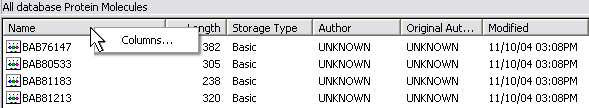 All database Protein Molecules
Name Length Storage Type Author Original Aut... Modified
Columns...
BAB76147 382 Basic UNKNOWN UNKNOWN 11/10/04 03:08PM
BAB80533 305 Basic UNKNOWN UNKNOWN 11/10/04 03:08PM
BAB81183 238 Basic UNKNOWN UNKNOWN 11/10/04 03:08PM
BAB81213 320 Basic UNKNOWN UNKNOWN 11/10/04 03:08PM